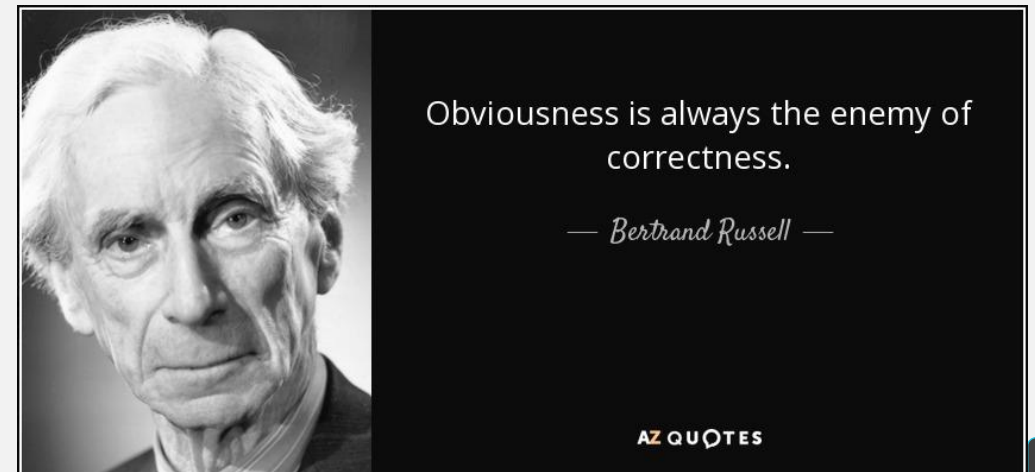 Obviousness is always the enemy of
correctness.
— Bertrand Russell —
AZ QUOTES